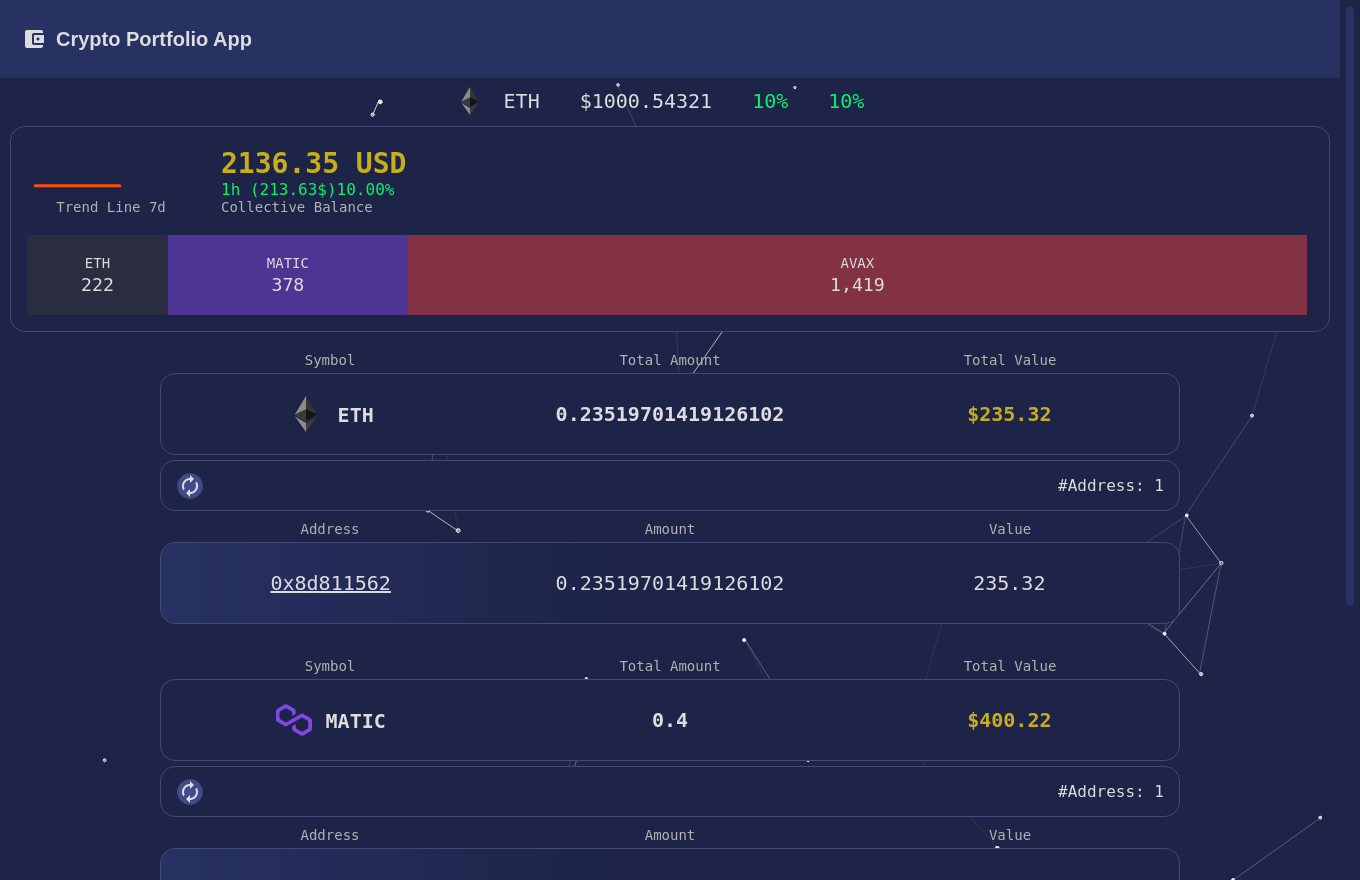 Crypto Portfolio App
ETH $1000.54321 10% 10%
2136.35 USD
1h (213.63$)10.00%
Trend Line 7d Collective Balance
ETH MATIC AVAX
222 378 1,419
Symbol Total Amount Total Value
ETH 0.23519701419126102 $235.32
#Address: 1
Address Amount Value
0x8d811562 0.23519701419126102 235.32
Symbol Total Amount Total Value
MATIC 0.4 $400.22
#Address: 1
Address Amount Value